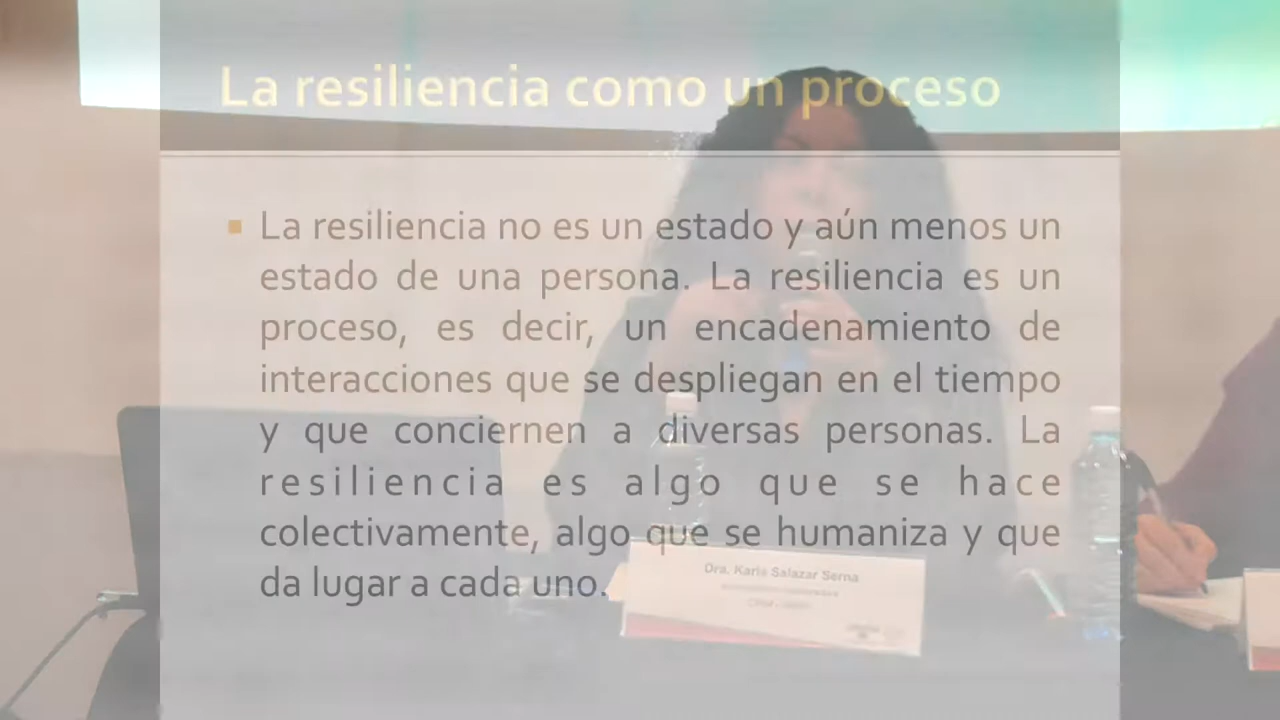 La resiliencia como un proceso
La resiliencia no es un estado y aún menos un
estado de una persona. La resiliencia es un
proceso, es decir, un encadenamiento de
interacciones que se despliegan en el tiempo
y que conciernen a diversas personas. La
resiliencia es algo que se hace
colectivamente, algo que se humaniza y que
da lugar a cada uno.
Dra. Karla Salazar Serna